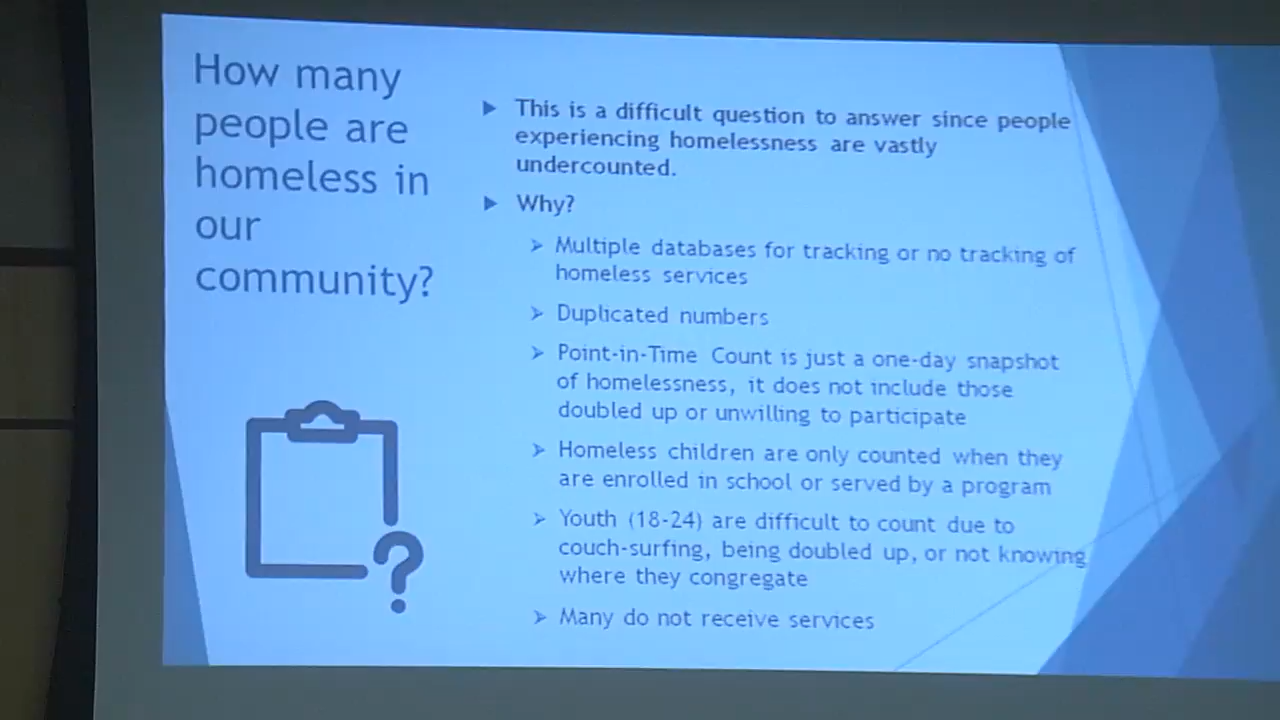 How many
people are
homeless in
our
community?
This is a difficult question to answer since people
experiencing homelessness are vastly
undercounted.
Why?
Multiple databases for tracking or no tracking of
homeless services
Duplicated numbers
Point-in-Time Count is just a one-day snapshot
of homelessness, it does not include those
doubled up or unwilling to participate
Homeless children are only counted when they
are enrolled in school or served by a program
Youth (18-24) are difficult to count due to
couch-surfing, being doubled up, or not knowing
where they congregate
Many do not receive services